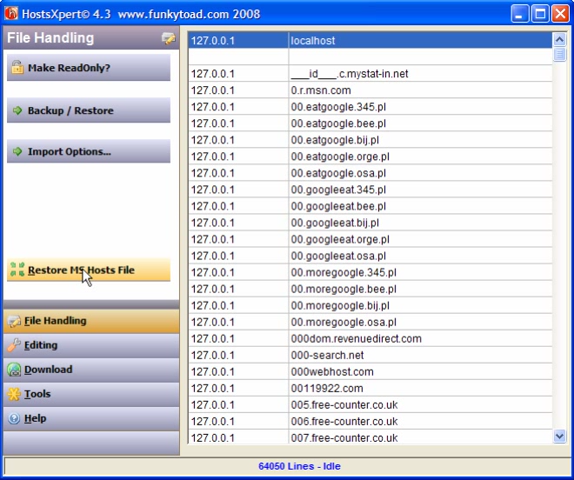 HostsXpert© 4.3 www.funkytoad.com 2008
File Handling
Make ReadOnly?
Backup / Restore
Import Options...
Restore MS Hosts File
File Handling
Editing
Download
Tools
Help
127.0.0.1 localhost
127.0.0.1 ___id___.c.mystat-in.net
127.0.0.1 0.r.msn.com
127.0.0.1 00.eatgoogle.345.pl
127.0.0.1 00.eatgoogle.bee.pl
127.0.0.1 00.eatgoogle.bij.pl
127.0.0.1 00.eatgoogle.orge.pl
127.0.0.1 00.eatgoogle.osa.pl
127.0.0.1 00.googleeat.345.pl
127.0.0.1 00.googleeat.bee.pl
127.0.0.1 00.googleeat.bij.pl
127.0.0.1 00.googleeat.orge.pl
127.0.0.1 00.googleeat.osa.pl
127.0.0.1 00.moregoogle.345.pl
127.0.0.1 00.moregoogle.bee.pl
127.0.0.1 00.moregoogle.bij.pl
127.0.0.1 00.moregoogle.osa.pl
127.0.0.1 000dom.revenuedirect.com
127.0.0.1 000-search.net
127.0.0.1 000webhost.com
127.0.0.1 00119922.com
127.0.0.1 005.free-counter.co.uk
127.0.0.1 006.free-counter.co.uk
127.0.0.1 007.free-counter.co.uk
64050 Lines - Idle